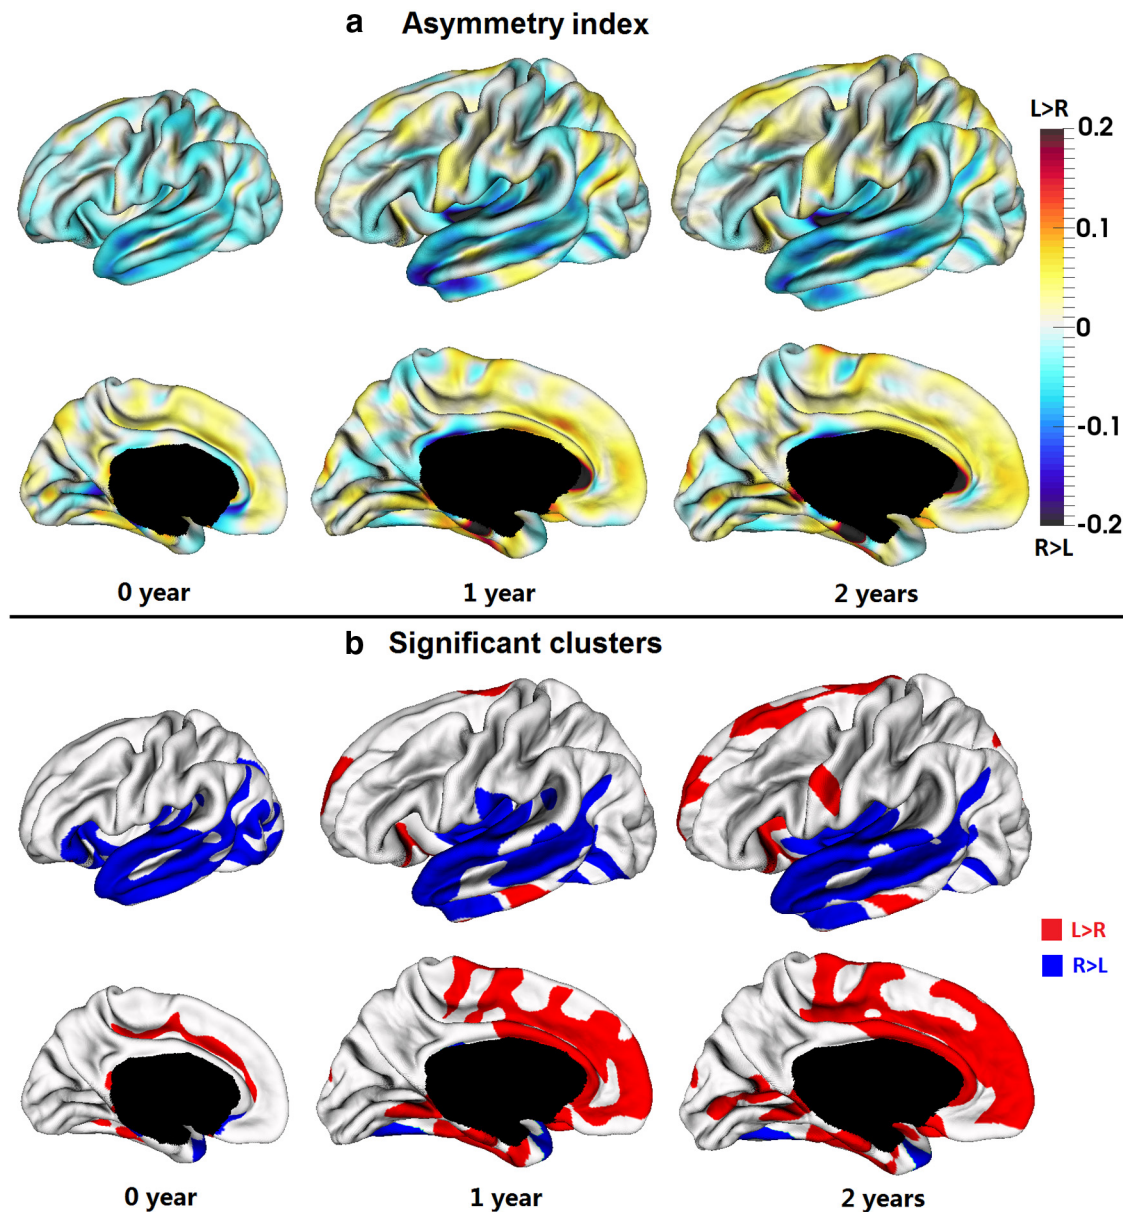 a Asymmetry index
L>R
0.2
0.1
0
-0.1
-0.2
R>L
0 year
1 year
2 years
b Significant clusters
L>R
R>L
0 year
1 year
2 years